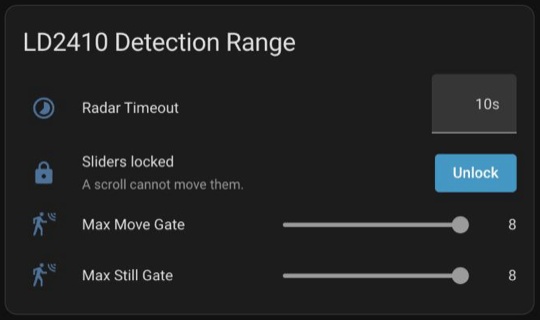 LD2410 Detection Range
Radar Timeout
10s
Sliders locked
A scroll cannot move them.
Unlock
Max Move Gate
8
Max Still Gate
8